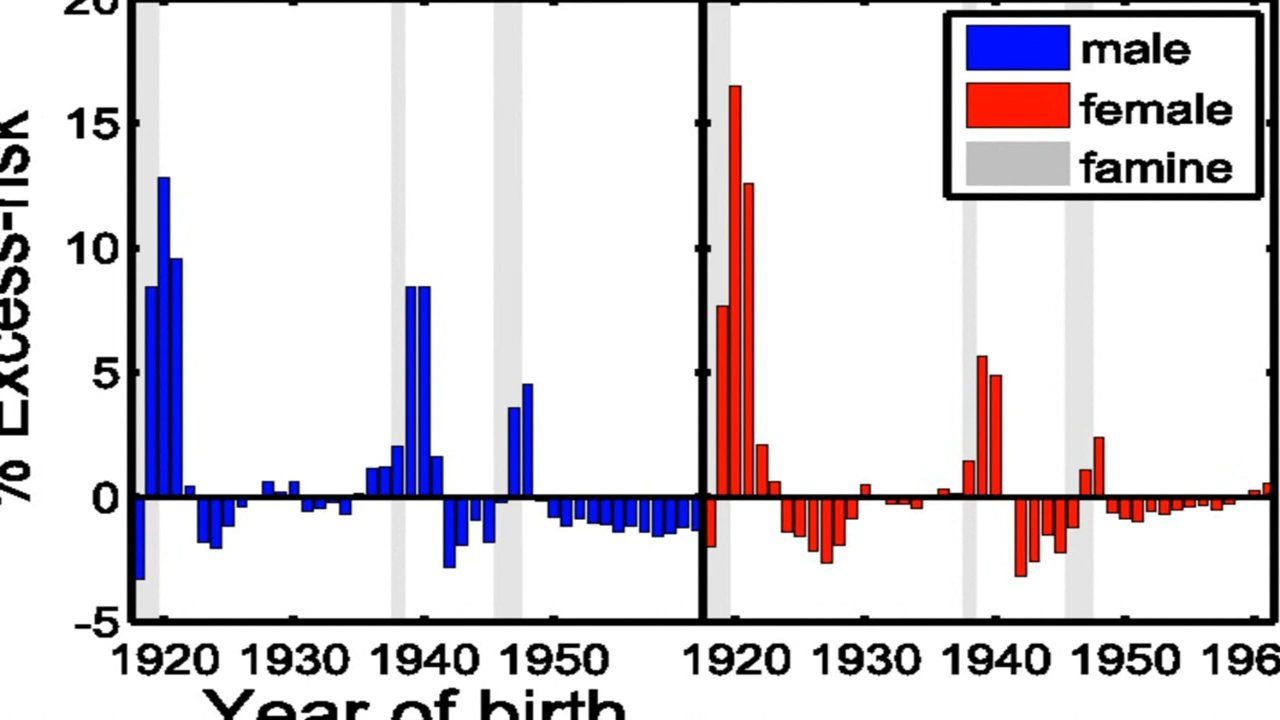 20
15
10
5
0
-5
% Excess-risk
male
female
famine
1920 1930 1940 1950 1920 1930 1940 1950 196
Year of birth